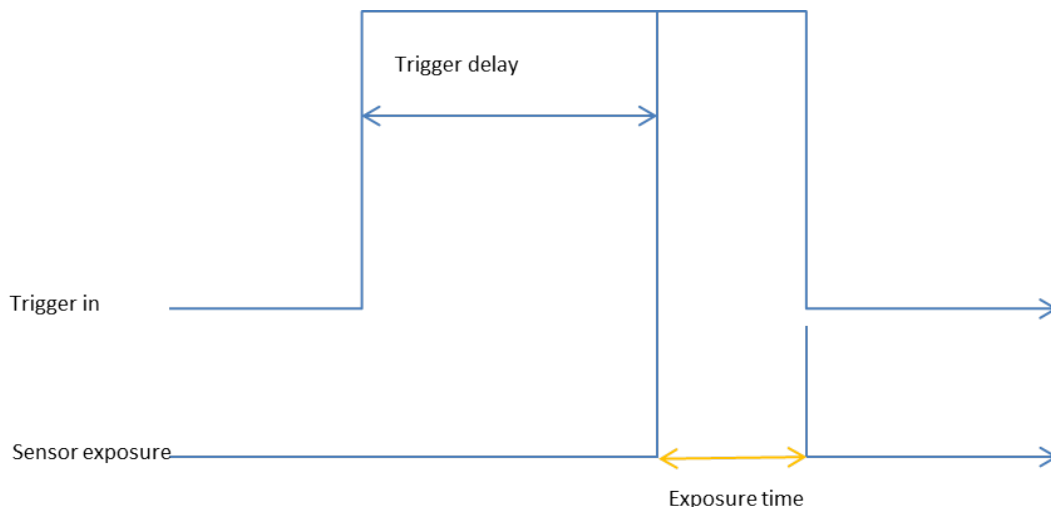 Trigger delay
Trigger in
Sensor exposure
Exposure time